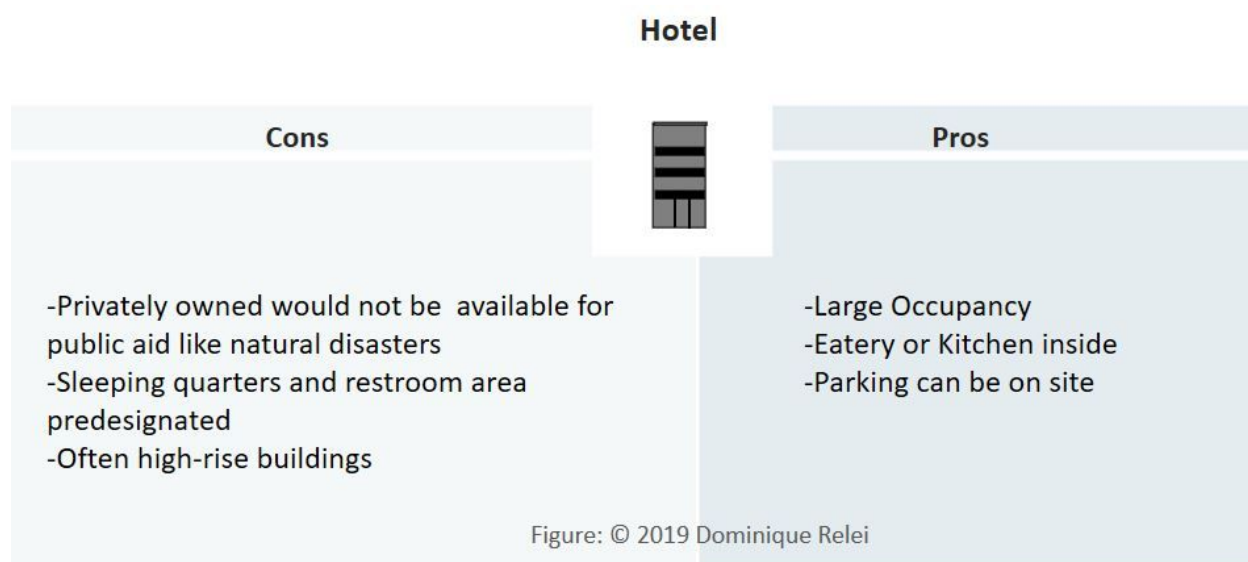 Hotel
Cons
Pros
-Privately owned would not be  available for
public aid like natural disasters
-Sleeping quarters and restroom area
predesignated
-Often high-rise buildings
-Large Occupancy
-Eatery or Kitchen inside
-Parking can be on site
Figure: © 2019 Dominique Relei